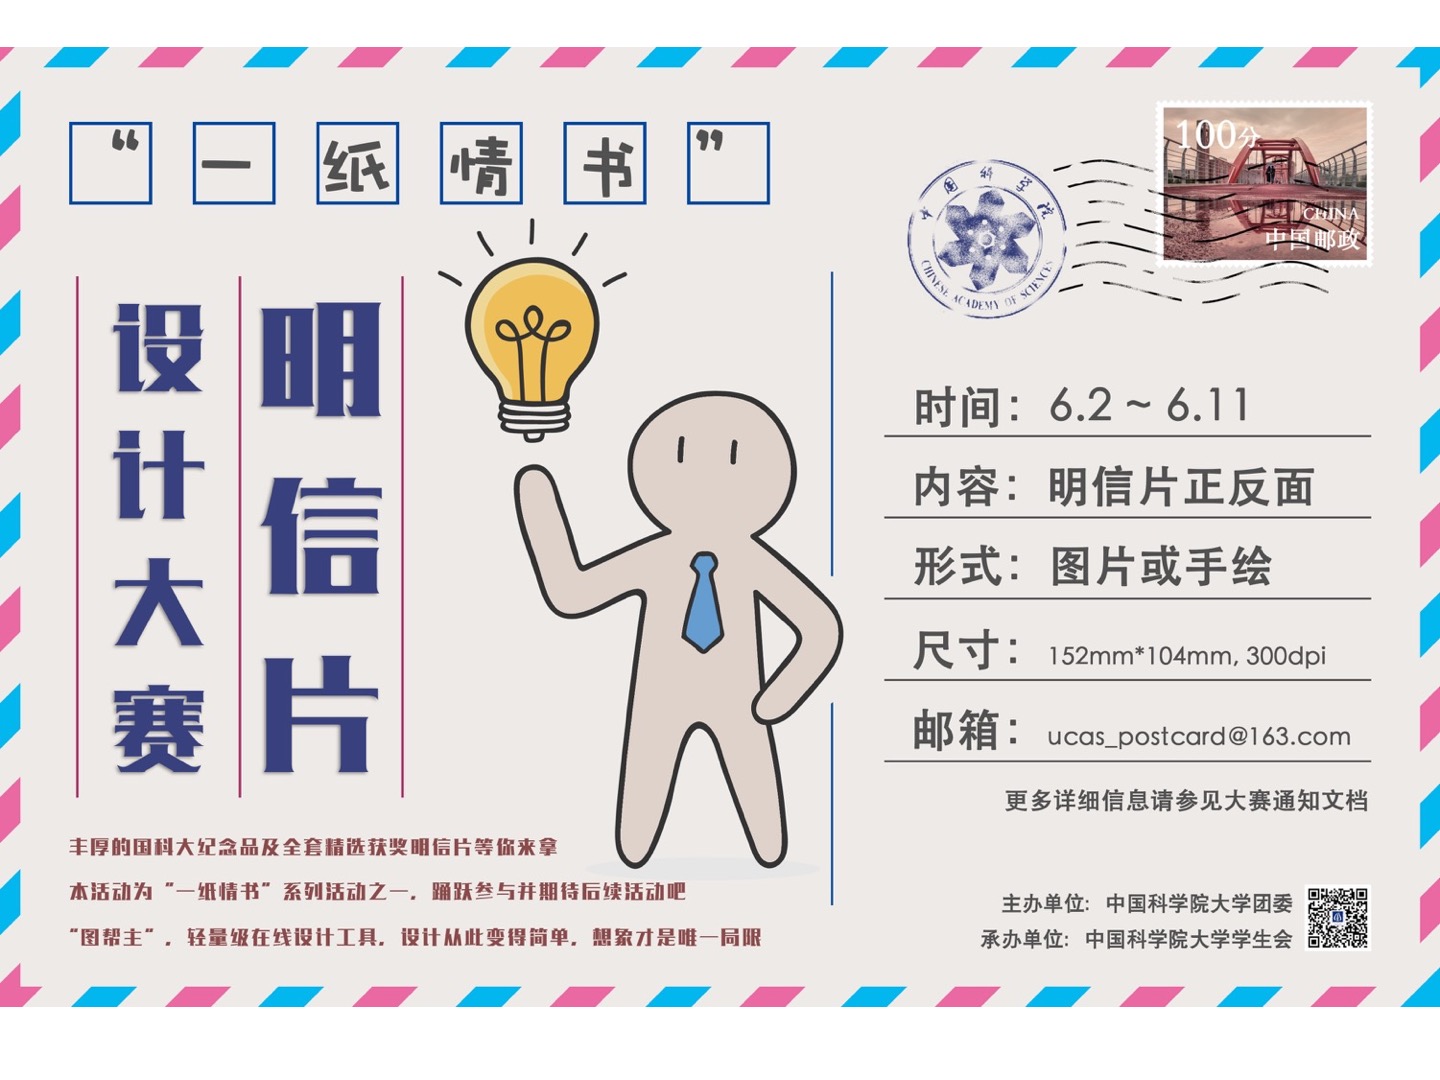 “一纸情书”
明信片
设计大赛
100分
CHINA
中国邮政
中国科学院
CHINESE ACADEMY OF SCIENCES
时间：6.2 ~ 6.11
内容：明信片正反面
形式：图片或手绘
尺寸：152mm*104mm, 300dpi
邮箱：ucas_postcard@163.com
更多详细信息请参见大赛通知文档
丰厚的国科大纪念品及全套精选获奖明信片等你来拿
本活动为“一纸情书”系列活动之一，踊跃参与并期待后续活动吧
“图帮主”，轻量级在线设计工具，设计从此变得简单，想象才是唯一局限
主办单位：中国科学院大学团委
承办单位：中国科学院大学学生会